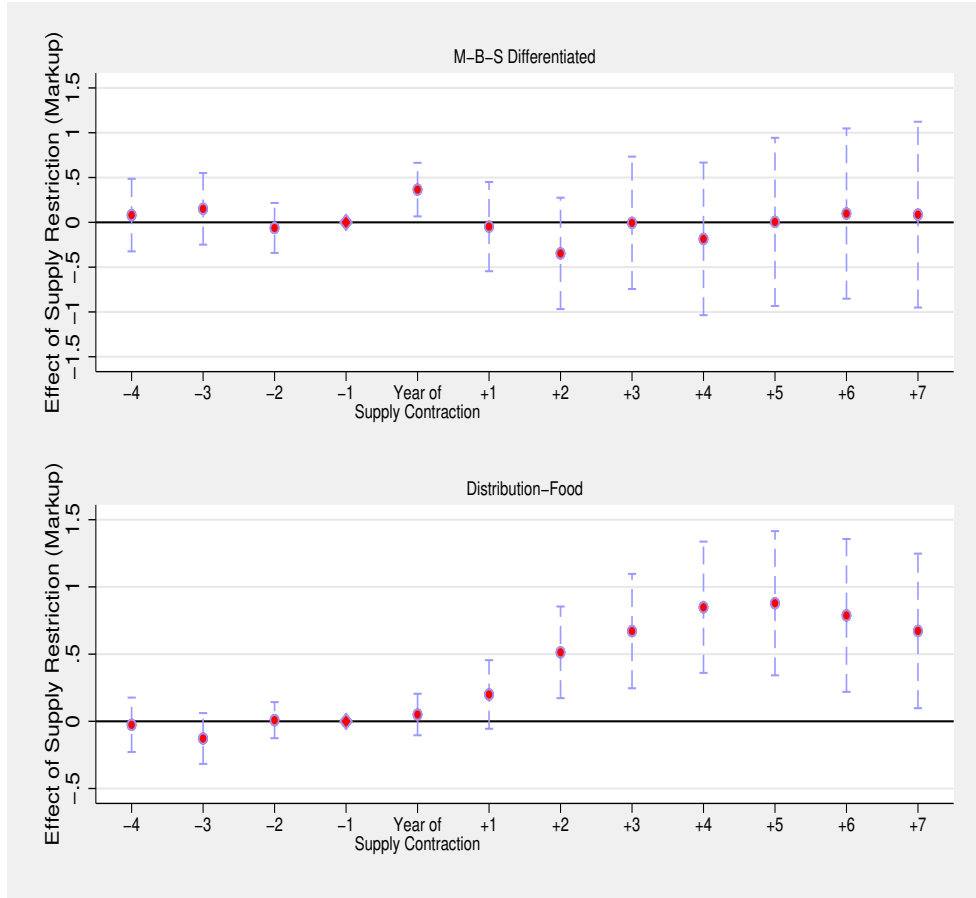 M−B−S Differentiated
Effect of Supply Restriction (Markup)
1.5
1
.5
0
−.5
−1
−1.5
−4 −3 −2 −1 Year of +1 +2 +3 +4 +5 +6 +7
Supply Contraction
Distribution−Food
Effect of Supply Restriction (Markup)
1.5
1
.5
0
−.5
−4 −3 −2 −1 Year of +1 +2 +3 +4 +5 +6 +7
Supply Contraction